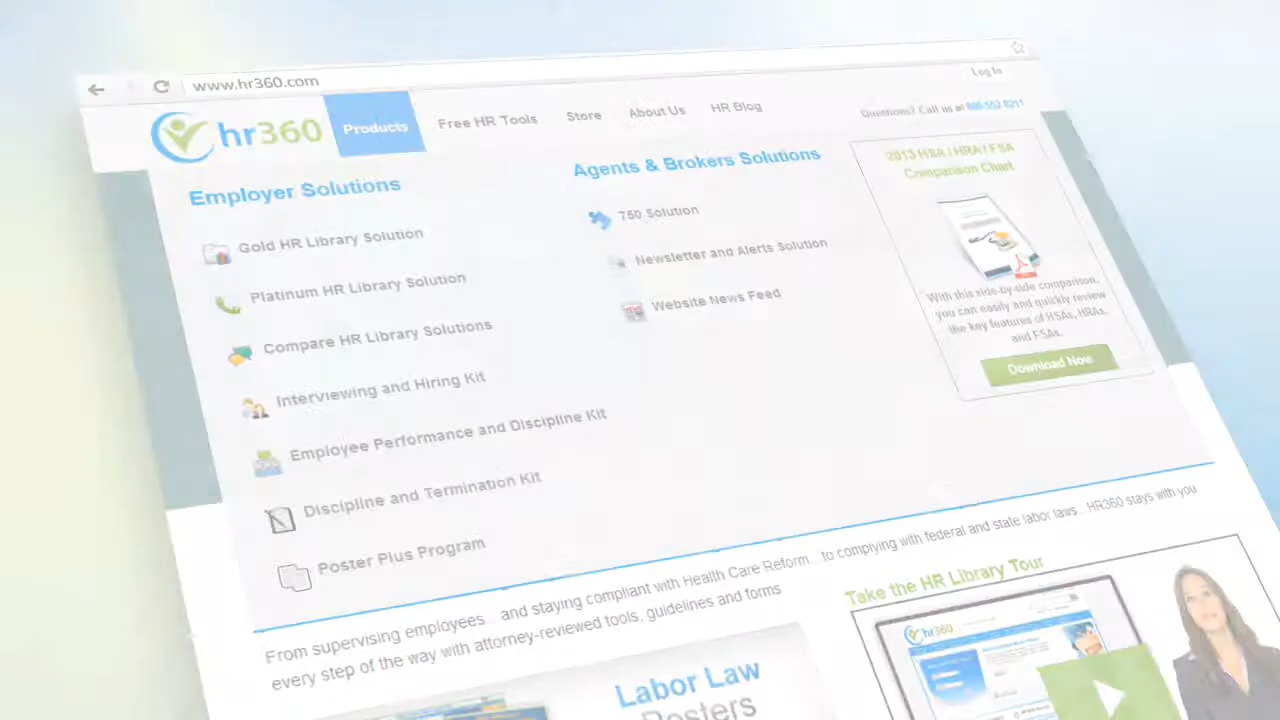 www.hr360.com
Log In
hr360
Products
Free HR Tools
Store
About Us
HR Blog
Questions? Call us at 800-552-8211
Employer Solutions
Gold HR Library Solution
Platinum HR Library Solution
Compare HR Library Solutions
Interviewing and Hiring Kit
Employee Performance and Discipline Kit
Discipline and Termination Kit
Poster Plus Program
Agents & Brokers Solutions
750 Solution
Newsletter and Alerts Solution
Website News Feed
2013 HSA / HRA / FSA
Comparison Chart
With this side-by-side comparison,
you can easily and quickly review
the key features of HSAs, HRAs,
and FSAs.
Download Now
From supervising employees...and staying compliant with Health Care Reform...to complying with federal and state labor laws...HR360 stays with you
every step of the way with attorney-reviewed tools, guidelines and forms
Labor Law
Posters
Take the HR Library Tour
hr360